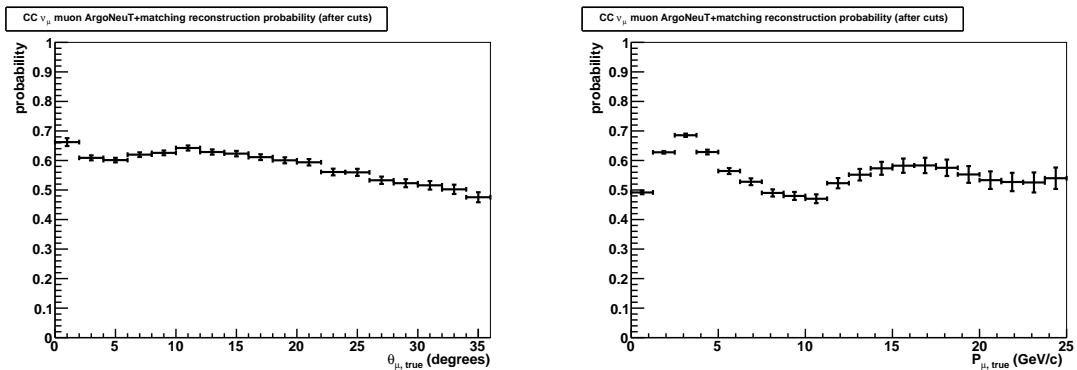 CC ν_μ muon ArgoNeuT+matching reconstruction probability (after cuts)
probability
1
0.9
0.8
0.7
0.6
0.5
0.4
0.3
0.2
0.1
0
0 5 10 15 20 25 30 35
θ_μ, true (degrees)
CC ν_μ muon ArgoNeuT+matching reconstruction probability (after cuts)
probability
1
0.9
0.8
0.7
0.6
0.5
0.4
0.3
0.2
0.1
0
0 5 10 15 20 25
P_μ, true (GeV/c)